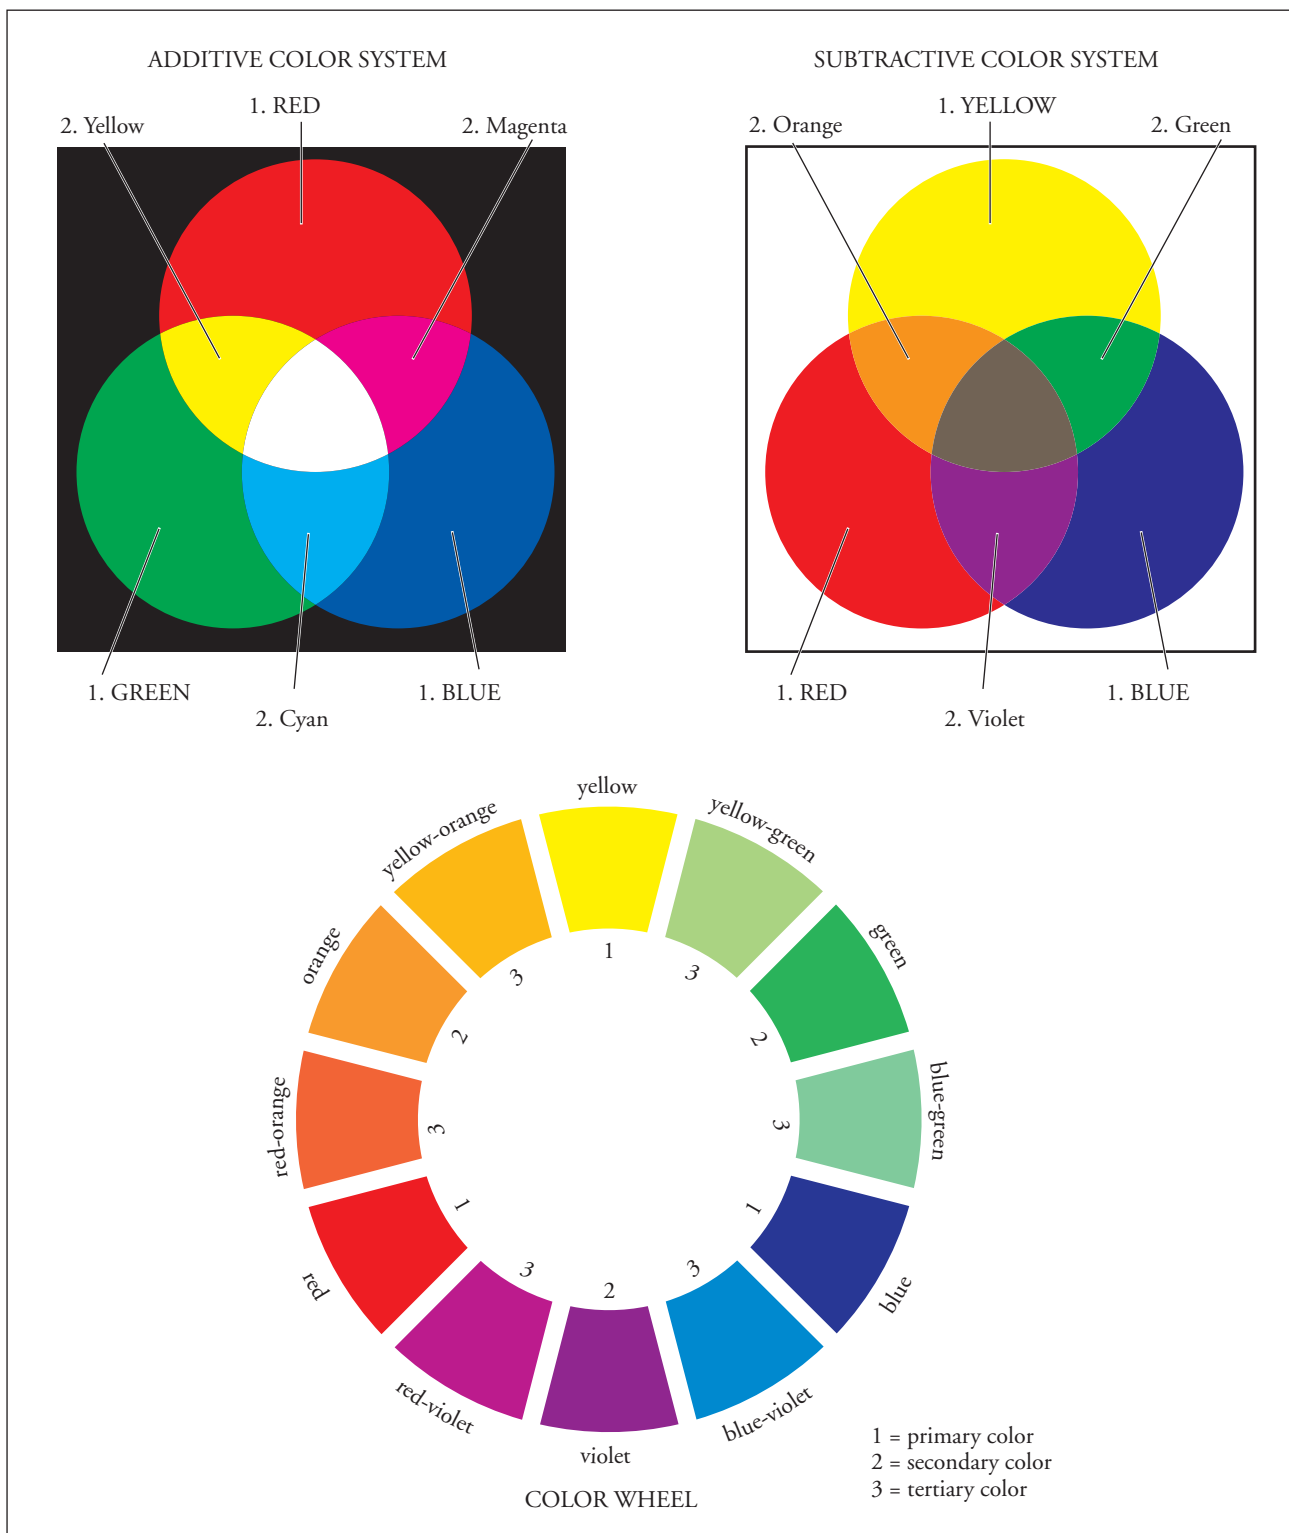 ADDITIVE COLOR SYSTEM
1. RED
2. Yellow
2. Magenta
1. GREEN
1. BLUE
2. Cyan
SUBTRACTIVE COLOR SYSTEM
1. YELLOW
2. Orange
2. Green
1. RED
1. BLUE
2. Violet
yellow
yellow-green
green
blue-green
blue
blue-violet
violet
red-violet
red
red-orange
orange
yellow-orange
1
3
2
3
1
3
2
3
1
3
2
3
1 = primary color
2 = secondary color
3 = tertiary color
COLOR WHEEL